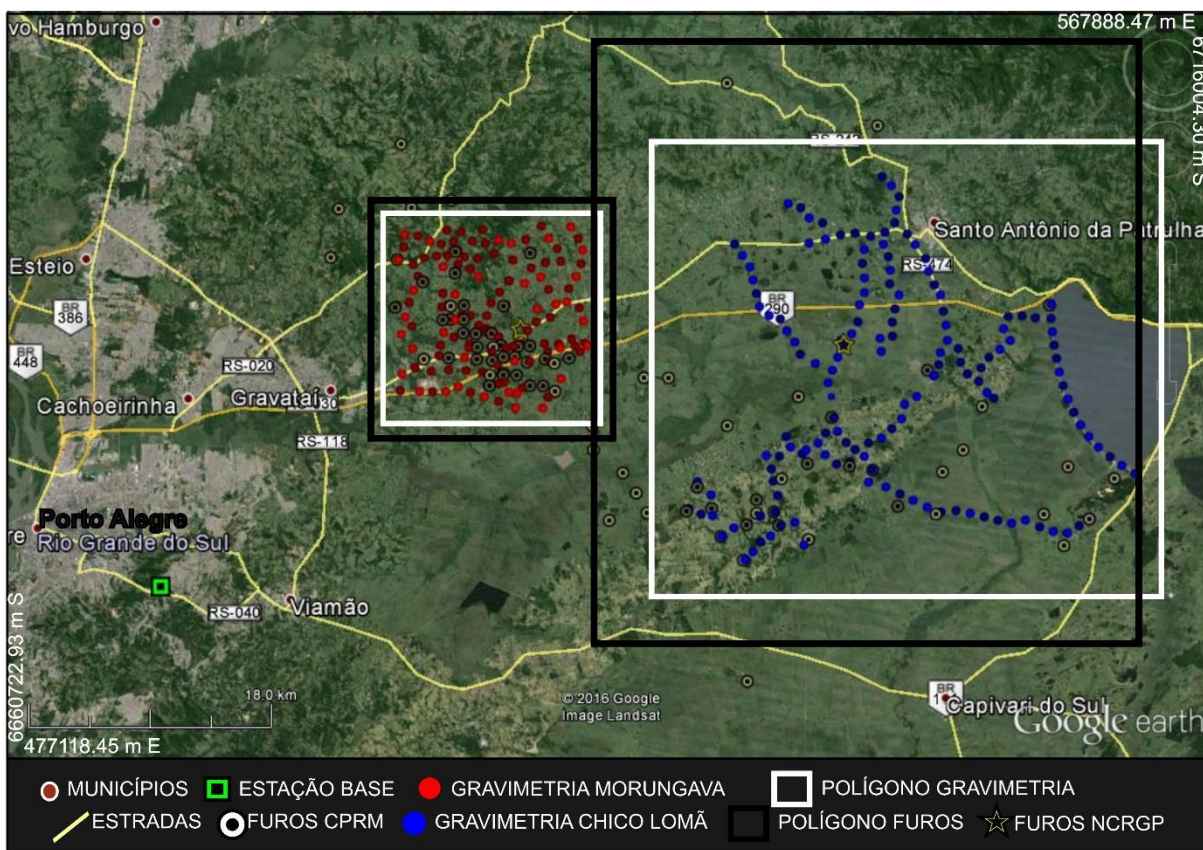 vo Hamburgo
567888.47 m E
6716004.30 m S
Santo Antônio da Patrulha
RS-474
Esteio
BR
386
BR
290
BR
448
RS-020
Cachoeirinha
Gravataí
RS-118
Porto Alegre
re
Rio Grande do Sul
RS-040
Viamão
6660722.93 m S
18.0 km
477118.45 m E
© 2016 Google
Image Landsat
BR
1
Capivari do Sul
Google earth
MUNICÍPIOS ESTAÇÃO BASE GRAVIMETRIA MORUNGAVA POLÍGONO GRAVIMETRIA
ESTRADAS FUROS CPRM GRAVIMETRIA CHICO LOMÃ POLÍGONO FUROS FUROS NCRGP